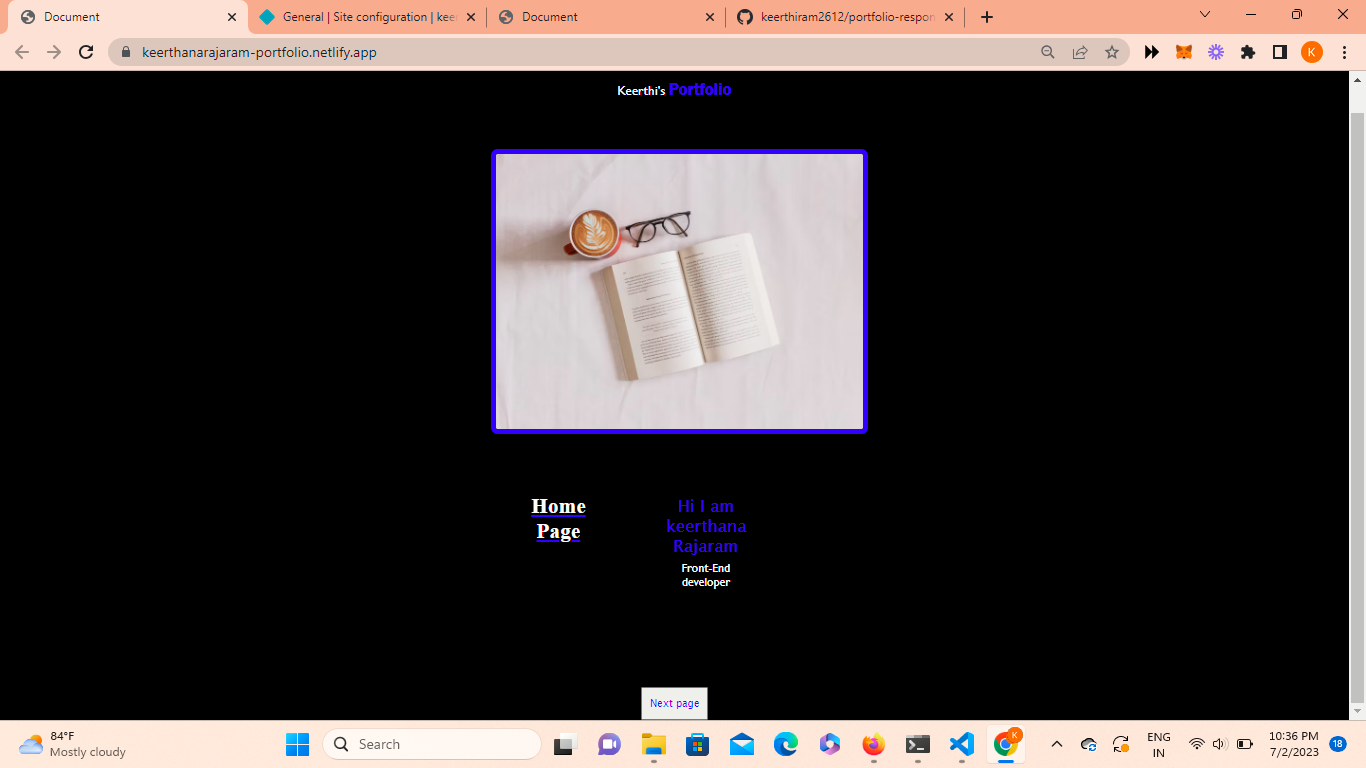 Document
General | Site configuration | keer
Document
keerthiram2612/portfolio-respon
keerthanarajaram-portfolio.netlify.app
K
Keerthi's Portfolio
Home
Page
Hi I am
keerthana
Rajaram
Front-End
developer
Next page
84°F
Mostly cloudy
Search
K
ENG
IN
10:36 PM
7/2/2023
18